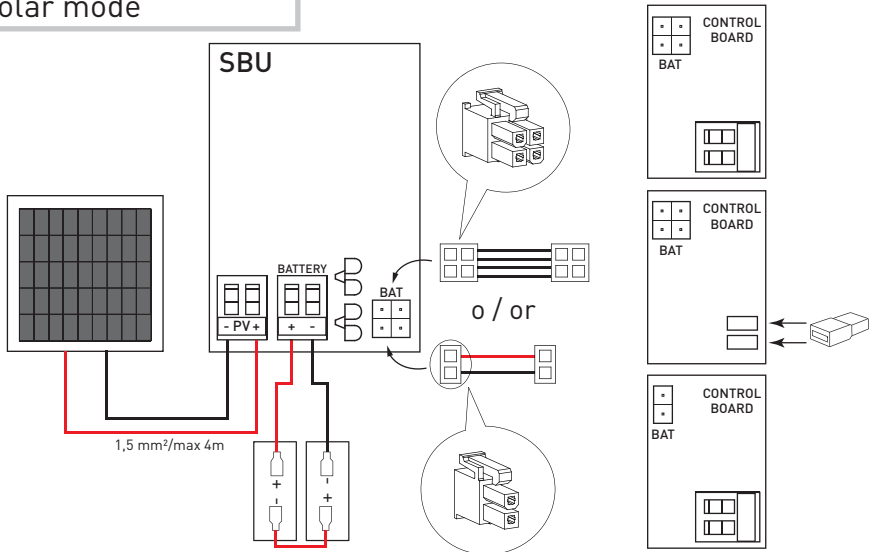 olar mode
SBU
BATTERY
BAT
- PV +
+ -
o / or
1,5 mm²/max 4m
+ -
- +
CONTROL
BOARD
BAT
CONTROL
BOARD
BAT
CONTROL
BOARD
BAT